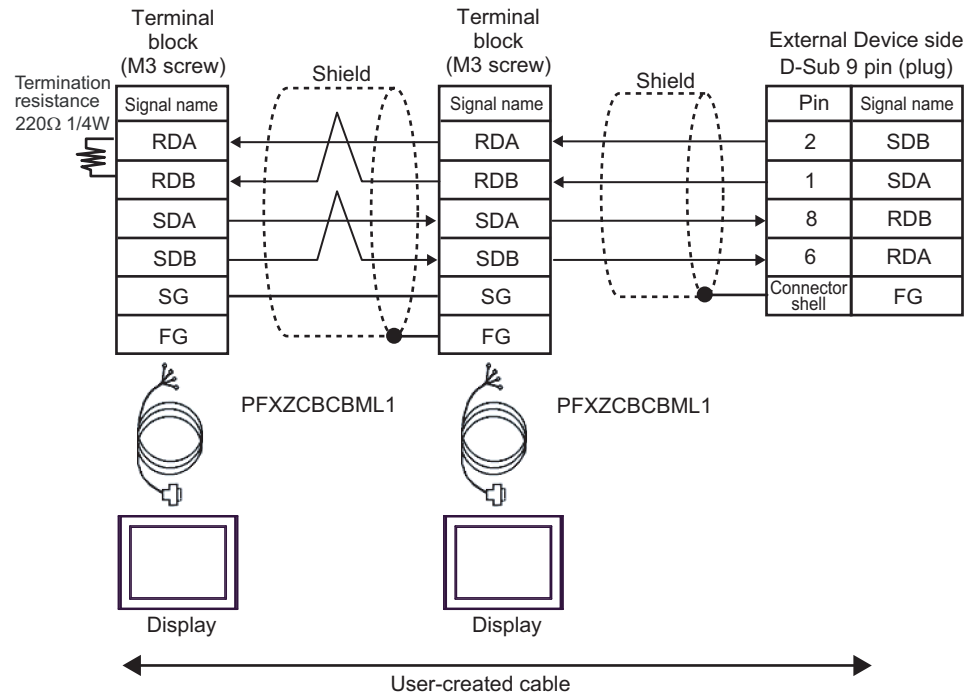 Terminal
block
(M3 screw)
Terminal
block
(M3 screw)
External Device side
D-Sub 9 pin (plug)
Termination
resistance
220Ω 1/4W
Shield
Shield
Signal name
Signal name
Pin
Signal name
RDA
RDA
2
SDB
RDB
RDB
1
SDA
SDA
SDA
8
RDB
SDB
SDB
6
RDA
SG
SG
Connector
shell
FG
FG
FG
PFXZCBCBML1
PFXZCBCBML1
Display
Display
User-created cable